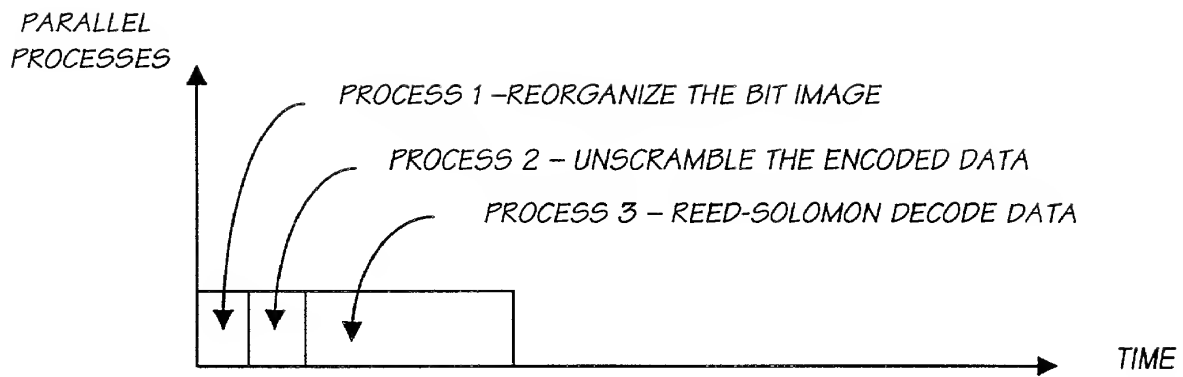 PARALLEL
PROCESSES
PROCESS 1 –REORGANIZE THE BIT IMAGE
PROCESS 2 – UNSCRAMBLE THE ENCODED DATA
PROCESS 3 – REED-SOLOMON DECODE DATA
TIME